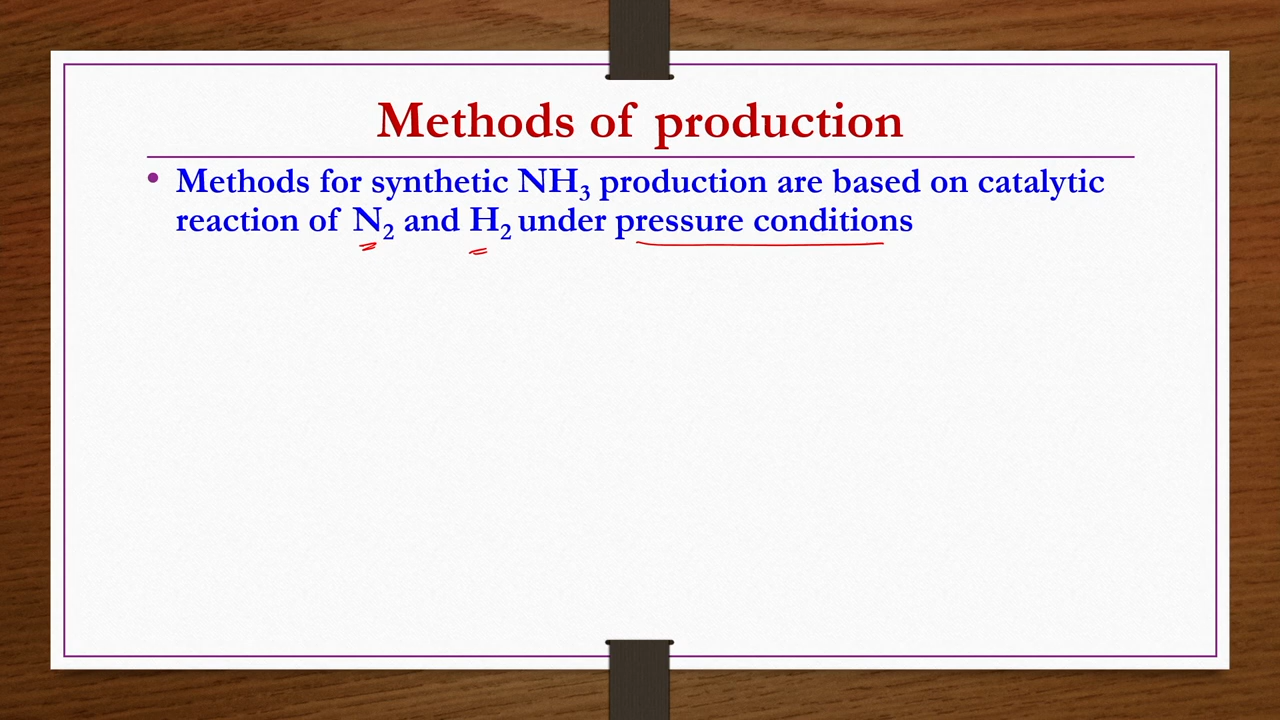 Methods of production
• Methods for synthetic NH₃ production are based on catalytic
reaction of N₂ and H₂ under pressure conditions